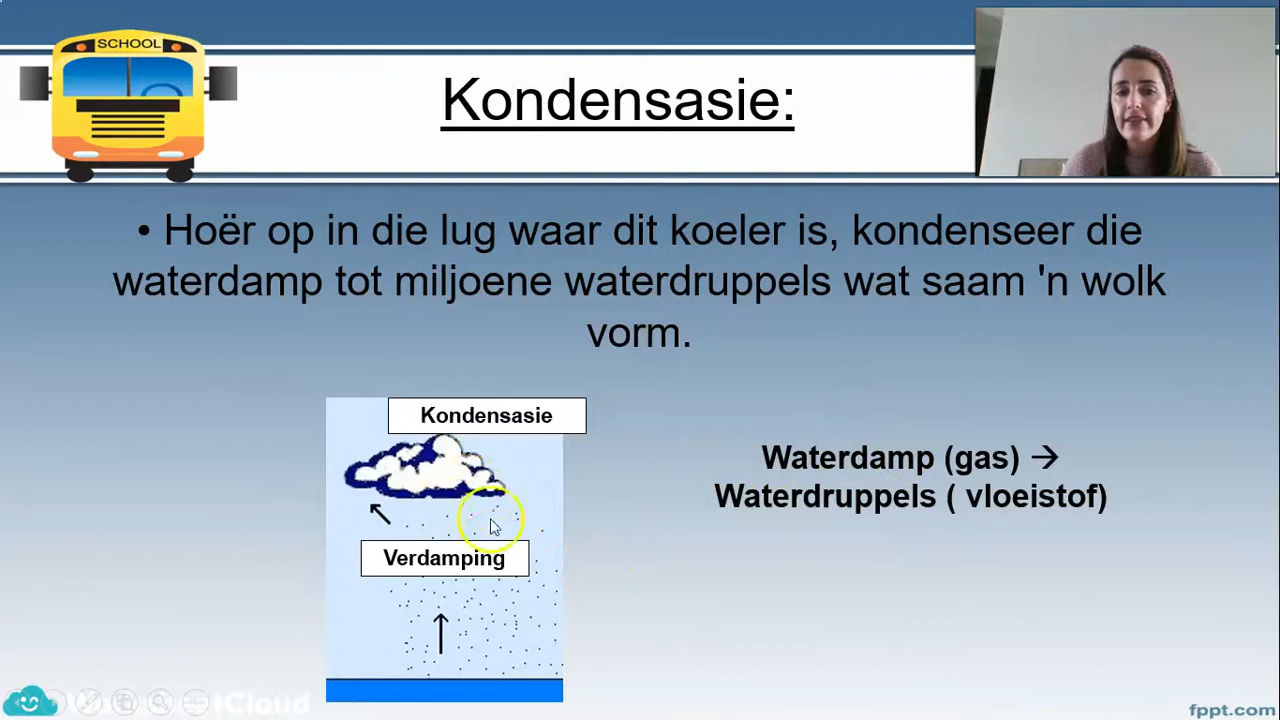 SCHOOL
Kondensasie:
• Hoër op in die lug waar dit koeler is, kondenseer die
waterdamp tot miljoene waterdruppels wat saam 'n wolk
vorm.
Kondensasie
Verdamping
Waterdamp (gas) →
Waterdruppels ( vloeistof)
tCloud
fppt.com